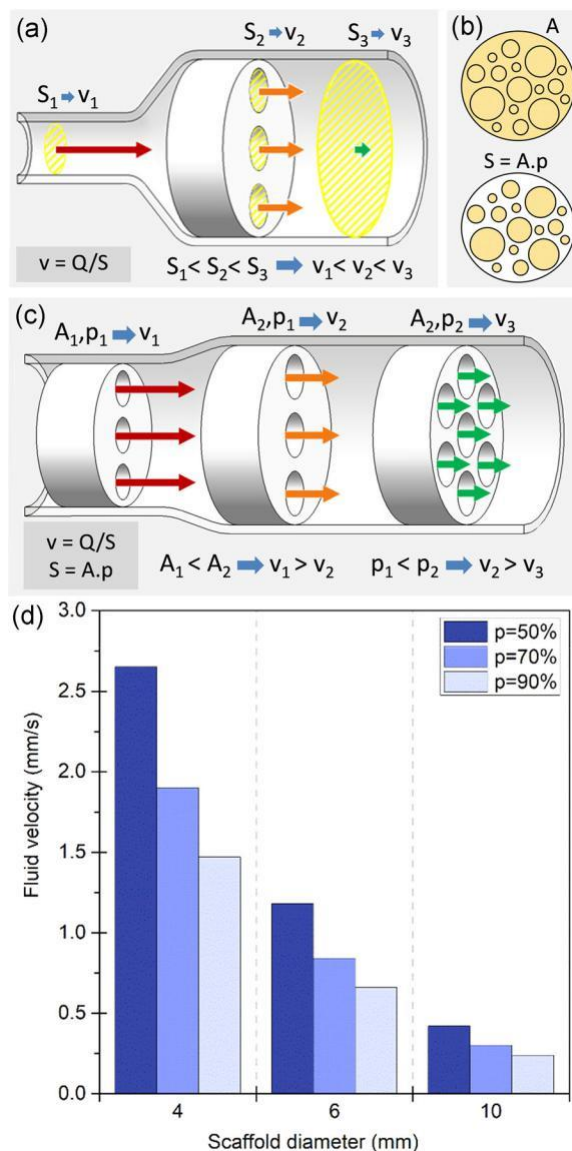 (a)
S₂ ➡ v₂
S₃ ➡ v₃
S₁ ➡ v₁
v = Q/S
S₁< S₂< S₃ ➡ v₁< v₂< v₃
(b)
A
S = A.p
(c)
A₁,p₁ ➡ v₁
A₂,p₁ ➡ v₂
A₂,p₂ ➡ v₃
v = Q/S
S = A.p
A₁ < A₂ ➡ v₁ > v₂
p₁ < p₂ ➡ v₂ > v₃
(d)
Fluid velocity (mm/s)
3.0
2.5
2.0
1.5
1.0
0.5
0.0
p=50%
p=70%
p=90%
4
6
10
Scaffold diameter (mm)